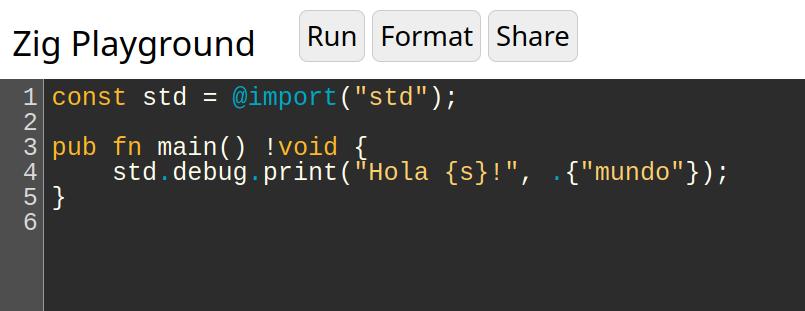 Zig Playground Run Format Share
1 const std = @import("std");
2
3 pub fn main() !void {
4     std.debug.print("Hola {s}!", .{"mundo"});
5 }
6